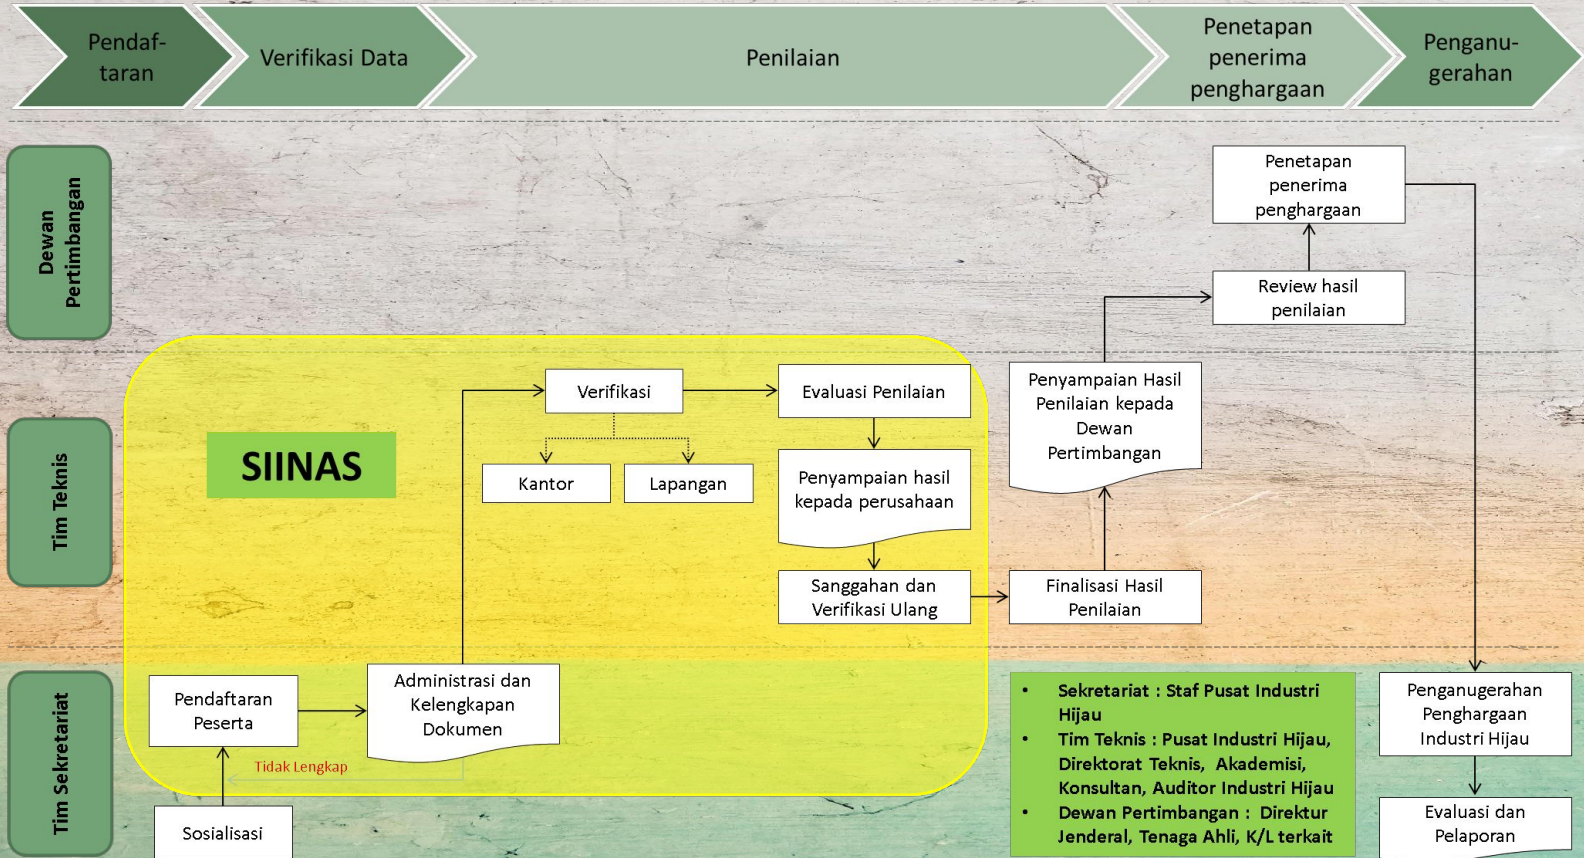 Pendaf-
taran
Verifikasi Data
Penilaian
Penetapan
penerima
penghargaan
Penganu-
gerahan
Dewan
Pertimbangan
Penetapan
penerima
penghargaan
Review hasil
penilaian
Tim Teknis
SIINAS
Verifikasi
Kantor
Lapangan
Evaluasi Penilaian
Penyampaian hasil
kepada perusahaan
Sanggahan dan
Verifikasi Ulang
Penyampaian Hasil
Penilaian kepada
Dewan
Pertimbangan
Finalisasi Hasil
Penilaian
Tim Sekretariat
Pendaftaran
Peserta
Administrasi dan
Kelengkapan
Dokumen
Tidak Lengkap
Sosialisasi
• Sekretariat : Staf Pusat Industri
Hijau
• Tim Teknis : Pusat Industri Hijau,
Direktorat Teknis, Akademisi,
Konsultan, Auditor Industri Hijau
• Dewan Pertimbangan : Direktur
Jenderal, Tenaga Ahli, K/L terkait
Penganugerahan
Penghargaan
Industri Hijau
Evaluasi dan
Pelaporan